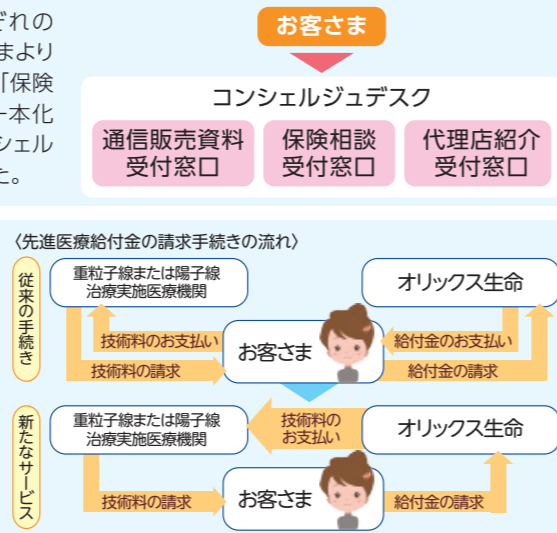 ぞれの
まより
「保険
一本化
シェル
た。
お客さま
コンシェルジュデスク
通信販売資料
受付窓口
保険相談
受付窓口
代理店紹介
受付窓口
〈先進医療給付金の請求手続きの流れ〉
従来の手続き
重粒子線または陽子線
治療実施医療機関
オリックス生命
技術料のお支払い
技術料の請求
お客さま
給付金のお支払い
給付金の請求
新たなサービス
重粒子線または陽子線
治療実施医療機関
技術料の
お支払い
オリックス生命
技術料の請求
お客さま
給付金の請求